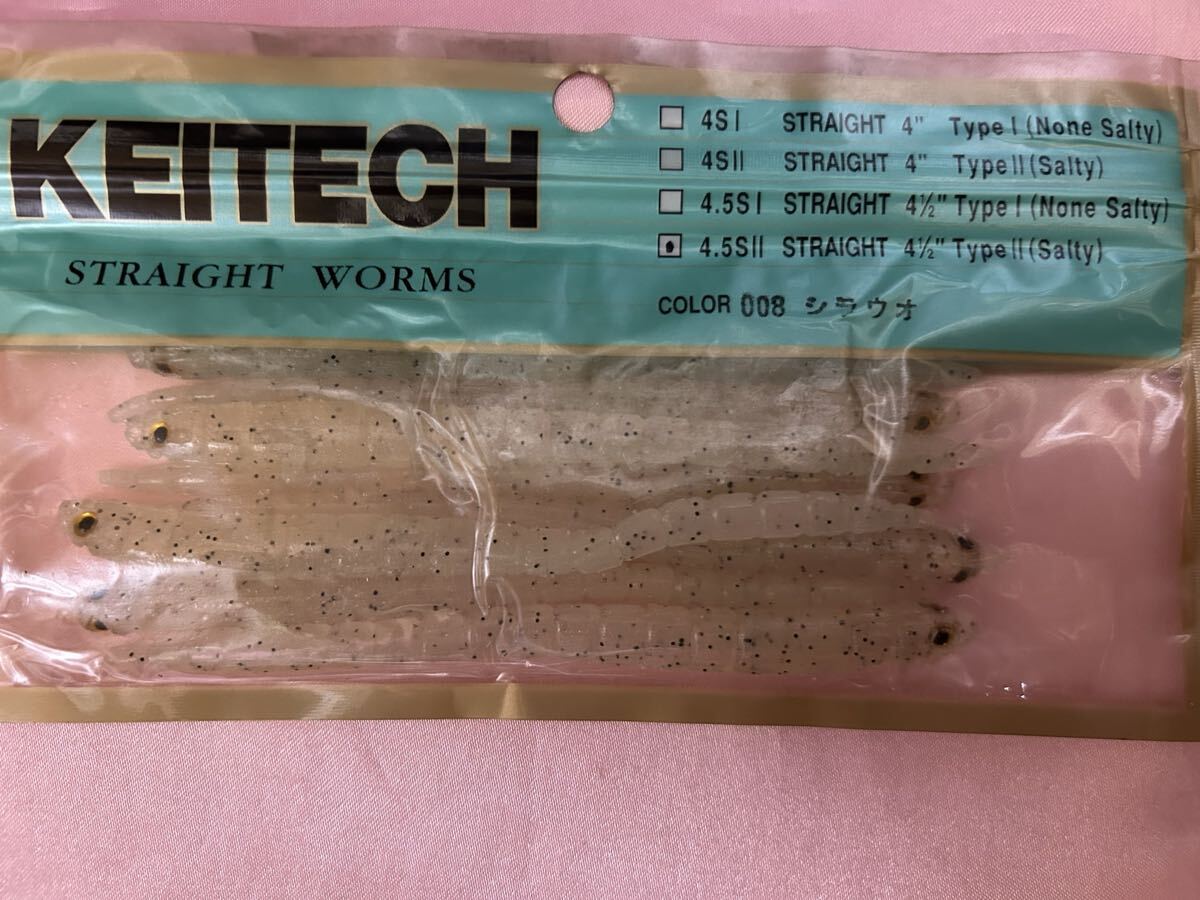 KEITECH
STRAIGHT WORMS
4S I STRAIGHT 4" Type I (None Salty)
4S II STRAIGHT 4" Type II (Salty)
4.5S I STRAIGHT 4½" Type I (None Salty)
4.5S II STRAIGHT 4½" Type II (Salty)
COLOR 008 シラウオ